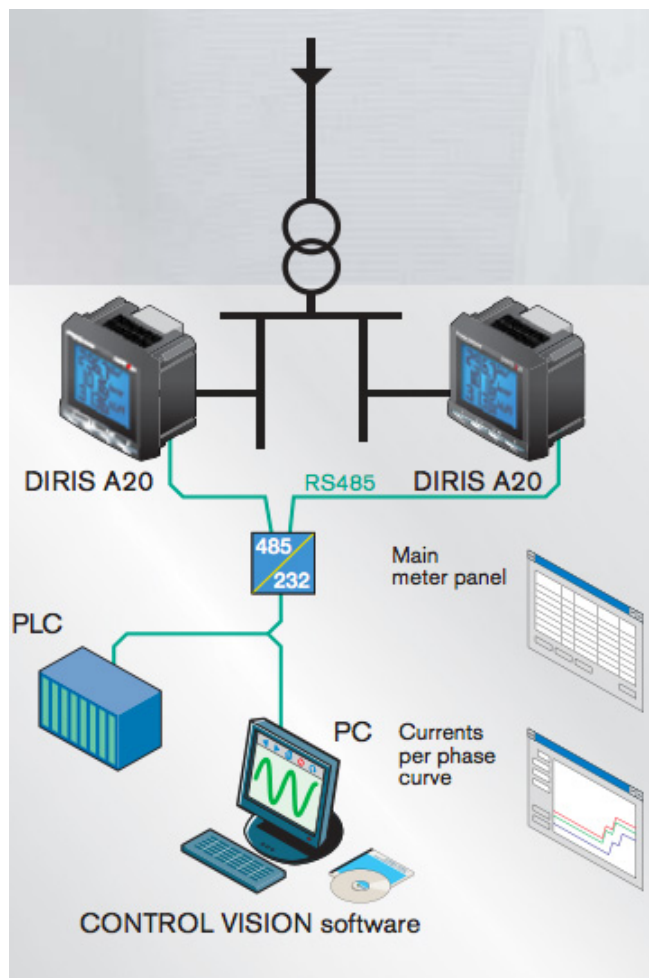 DIRIS A20
RS485
DIRIS A20
485
232
Main
meter panel
PLC
PC
Currents
per phase
curve
CONTROL VISION software